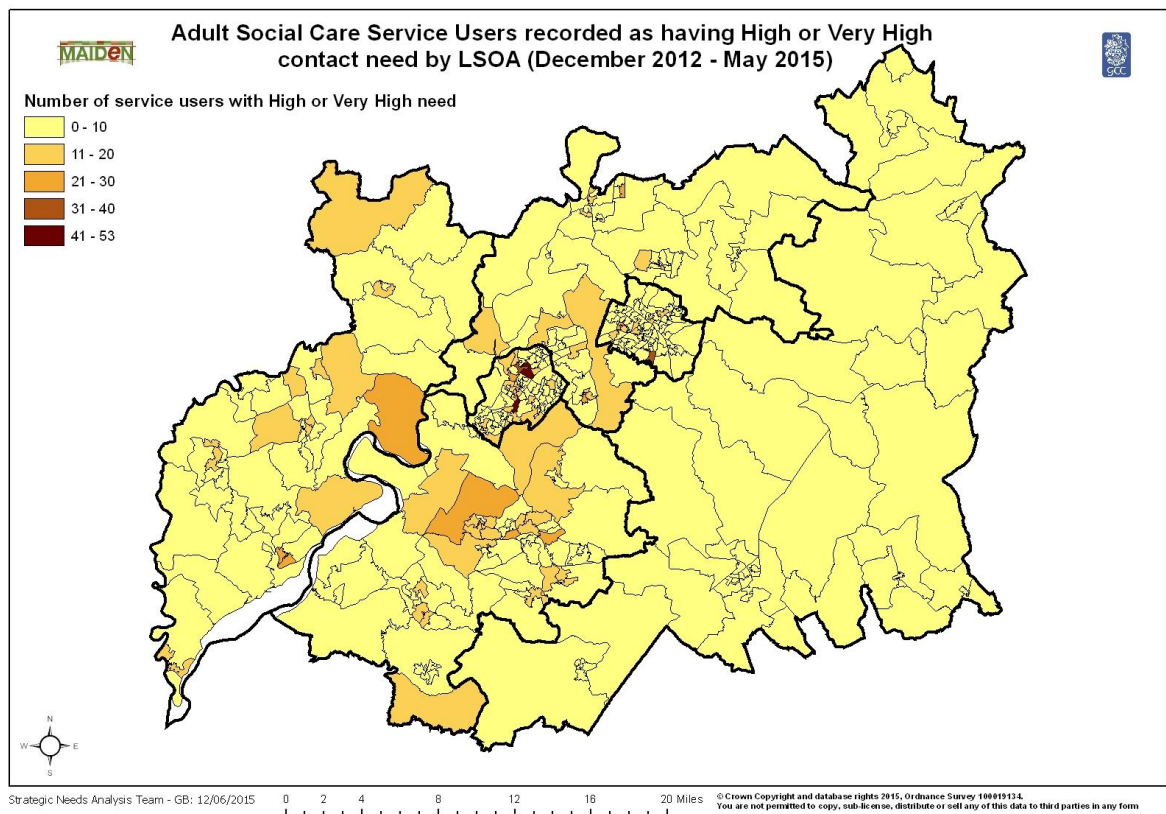 MAIDeN
Adult Social Care Service Users recorded as having High or Very High
contact need by LSOA (December 2012 - May 2015)
GCC
Number of service users with High or Very High need
0 - 10
11 - 20
21 - 30
31 - 40
41 - 53
N
W E
S
Strategic Needs Analysis Team - GB: 12/06/2015
0 2 4 8 12 16 20 Miles
© Crown Copyright and database rights 2015, Ordnance Survey 100019134.
You are not permitted to copy, sub-license, distribute or sell any of this data to third parties in any form